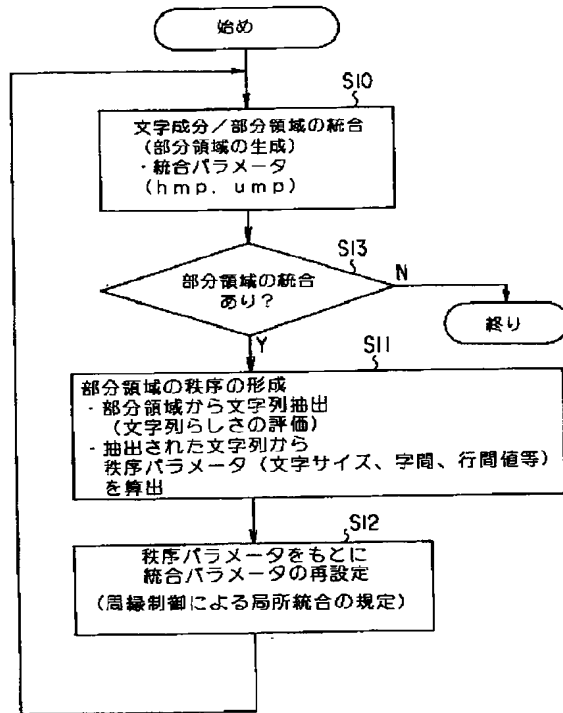 始め
S10
文字成分／部分領域の統合
（部分領域の生成）
・統合パラメータ
（hmp, ump）
S13
部分領域の統合
あり？
N
終り
Y
S11
部分領域の秩序の形成
・部分領域から文字列抽出
（文字列らしさの評価）
・抽出された文字列から
秩序パラメータ（文字サイズ、字間、行間値等）
を算出
S12
秩序パラメータをもとに
統合パラメータの再設定
（周縁制御による局所統合の規定）